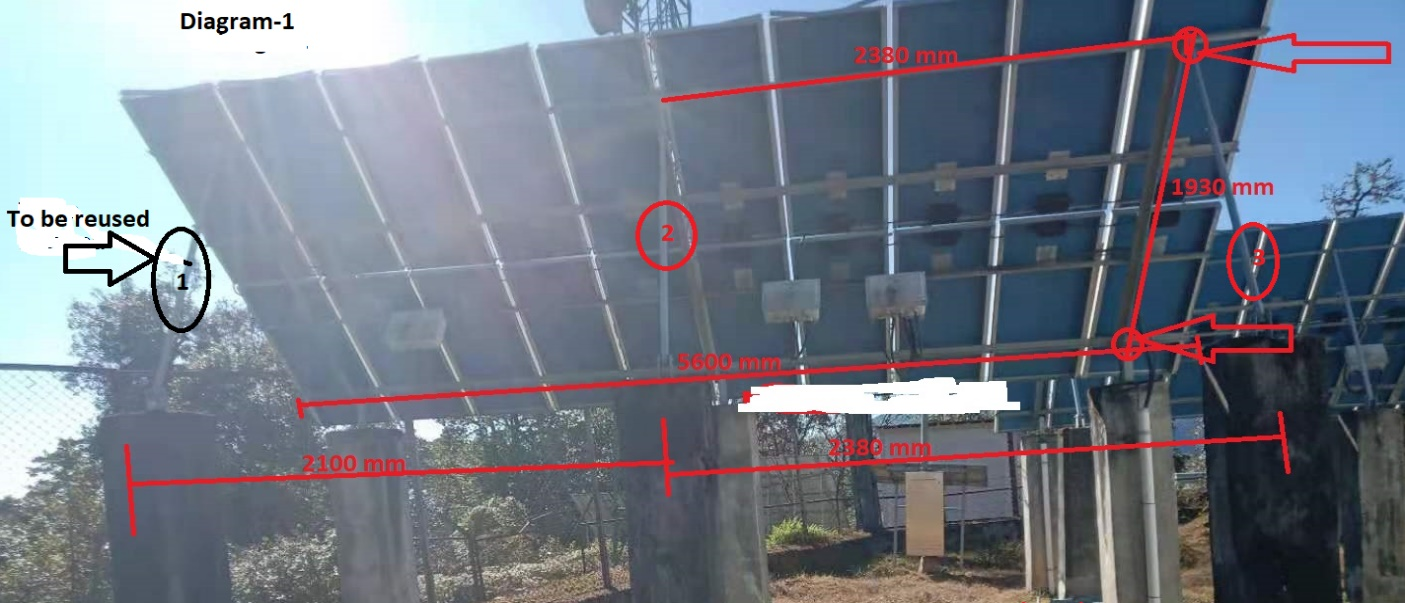 Diagram-1
2380 mm
1930 mm
To be reused
1
2
3
5600 mm
2100 mm
2380 mm